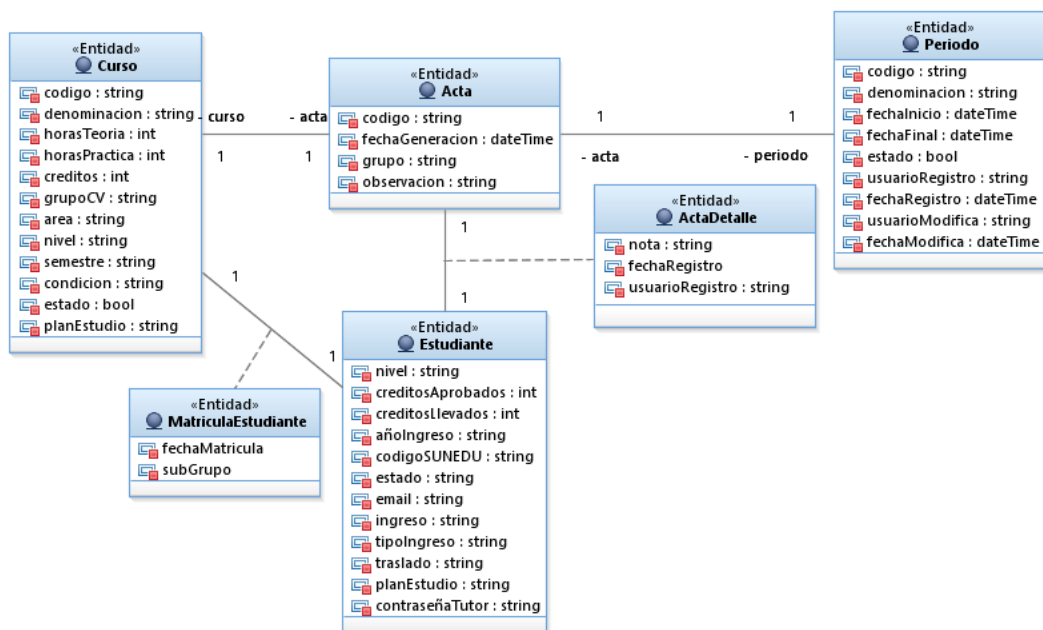 «Entidad»
Curso
codigo : string
denominacion : string
horasTeoria : int
horasPractica : int
creditos : int
grupoCV : string
area : string
nivel : string
semestre : string
condicion : string
estado : bool
planEstudio : string
- curso
- acta
1
1
«Entidad»
Acta
codigo : string
fechaGeneracion : dateTime
grupo : string
observacion : string
1
1
- acta
- periodo
«Entidad»
Periodo
codigo : string
denominacion : string
fechaInicio : dateTime
fechaFinal : dateTime
estado : bool
usuarioRegistro : string
fechaRegistro : dateTime
usuarioModifica : string
fechaModifica : dateTime
«Entidad»
ActaDetalle
nota : string
fechaRegistro
usuarioRegistro : string
1
1
1
1
«Entidad»
MatriculaEstudiante
fechaMatricula
subGrupo
«Entidad»
Estudiante
nivel : string
creditosAprobados : int
creditosLlevados : int
añoIngreso : string
codigoSUNEDU : string
estado : string
email : string
ingreso : string
tipoIngreso : string
traslado : string
planEstudio : string
contraseñaTutor : string